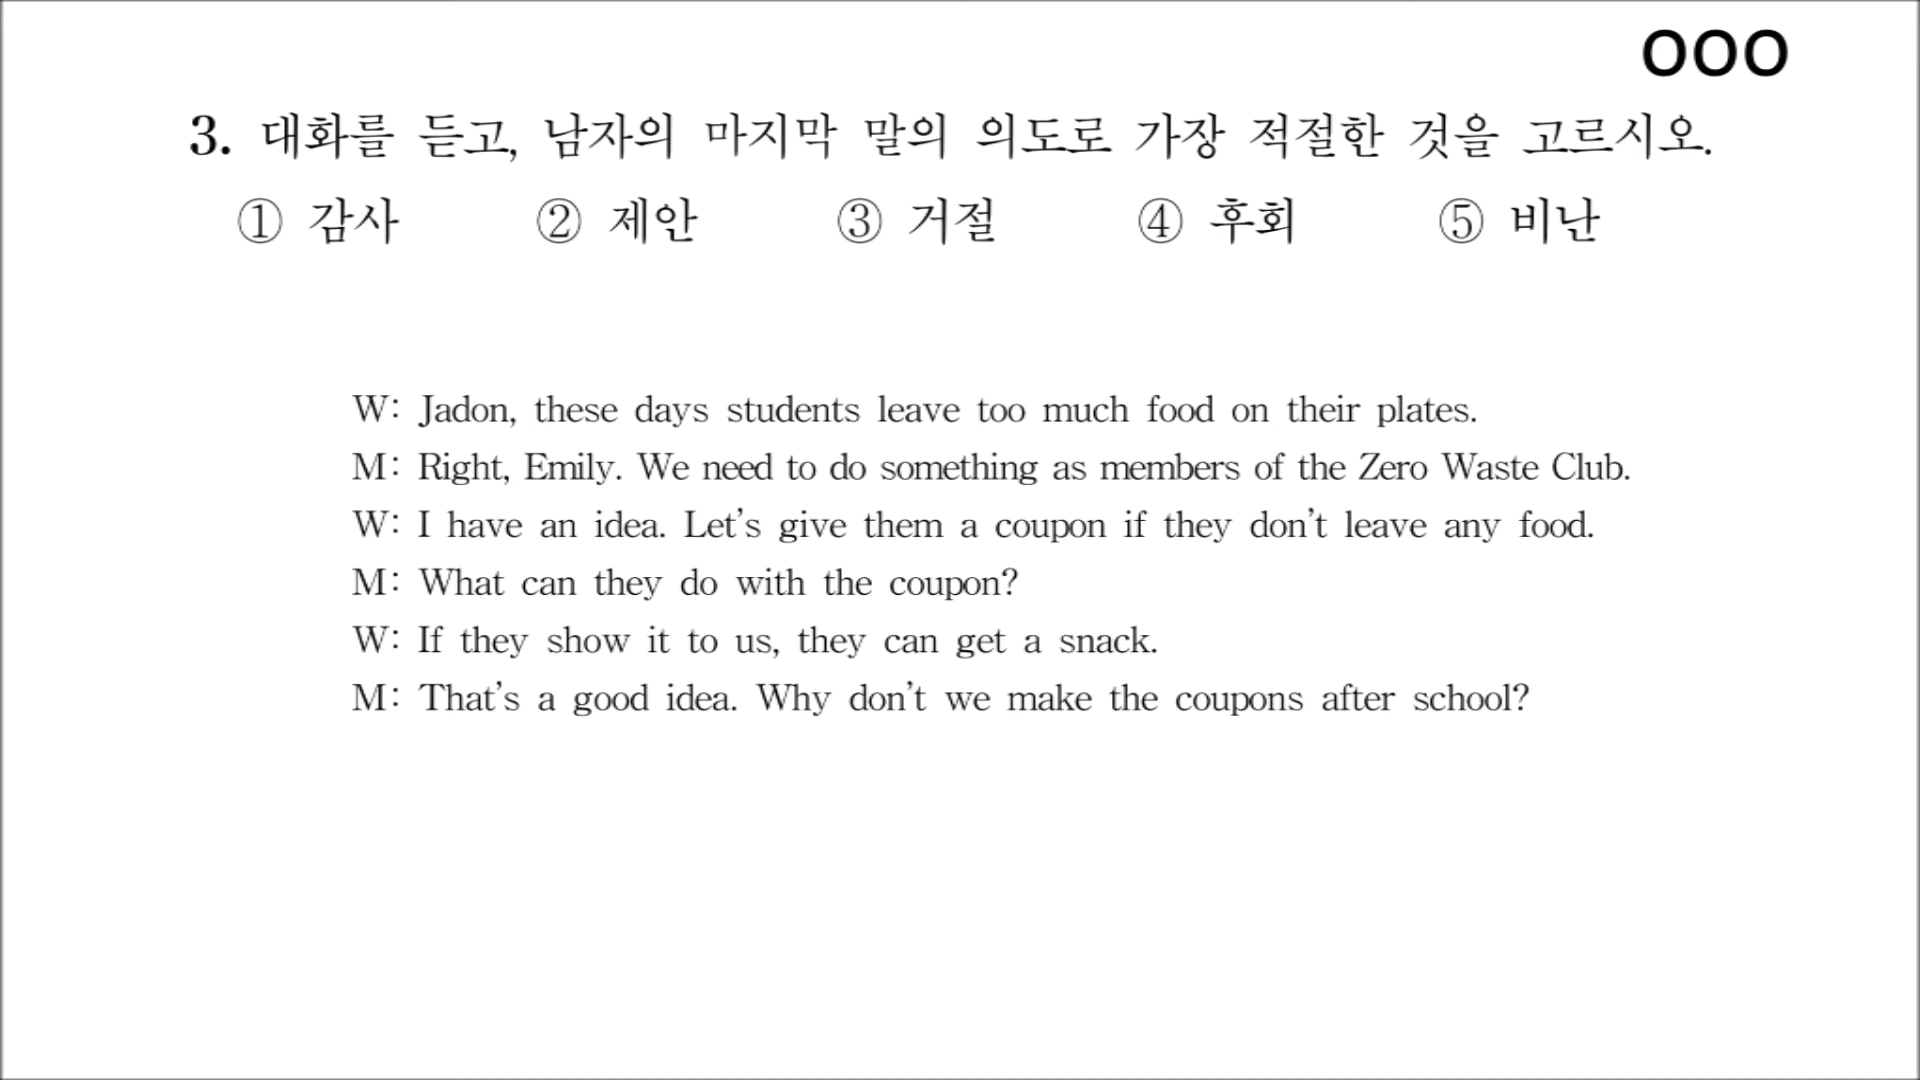 OOO
3. 대화를 듣고, 남자의 마지막 말의 의도로 가장 적절한 것을 고르시오.
① 감사 ② 제안 ③ 거절 ④ 후회 ⑤ 비난
W: Jadon, these days students leave too much food on their plates.
M: Right, Emily. We need to do something as members of the Zero Waste Club.
W: I have an idea. Let's give them a coupon if they don't leave any food.
M: What can they do with the coupon?
W: If they show it to us, they can get a snack.
M: That's a good idea. Why don't we make the coupons after school?